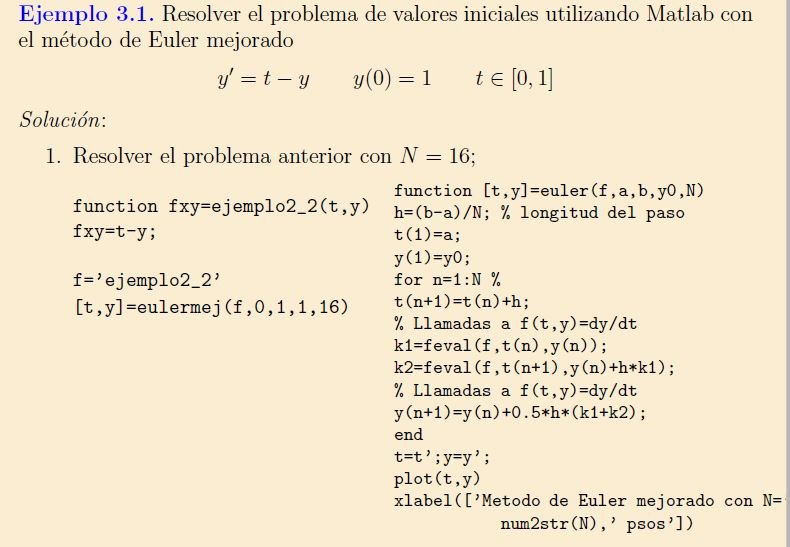 Ejemplo 3.1. Resolver el problema de valores iniciales utilizando Matlab con
el método de Euler mejorado
y′ = t − y y(0) = 1 t ∈ [0, 1]
Solución:
1. Resolver el problema anterior con N = 16;
function fxy=ejemplo2_2(t,y)
fxy=t-y;
f='ejemplo2_2'
[t,y]=eulermej(f,0,1,1,16)
function [t,y]=euler(f,a,b,y0,N)
h=(b-a)/N; % longitud del paso
t(1)=a;
y(1)=y0;
for n=1:N %
t(n+1)=t(n)+h;
% Llamadas a f(t,y)=dy/dt
k1=feval(f,t(n),y(n));
k2=feval(f,t(n+1),y(n)+h*k1);
% Llamadas a f(t,y)=dy/dt
y(n+1)=y(n)+0.5*h*(k1+k2);
end
t=t';y=y';
plot(t,y)
xlabel(['Metodo de Euler mejorado con N=
num2str(N),' psos'])